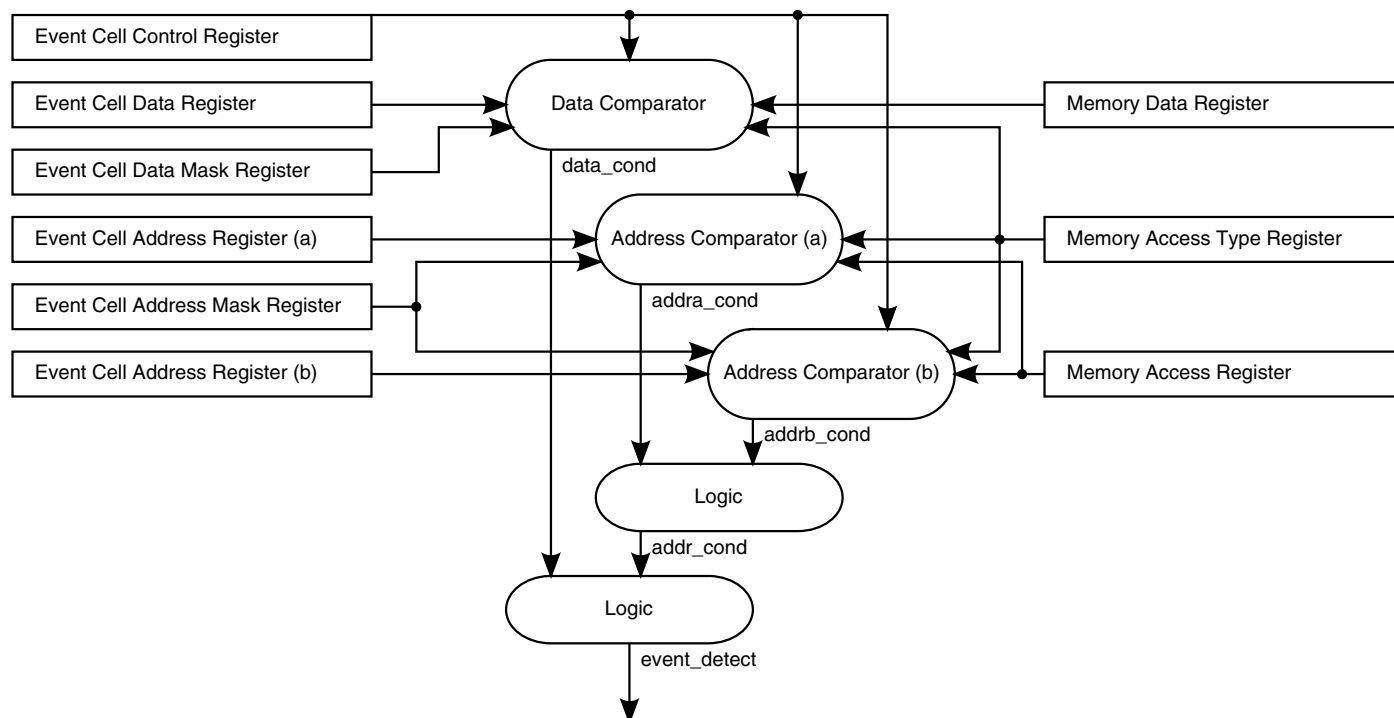 Event Cell Control Register
Event Cell Data Register
Data Comparator
Memory Data Register
Event Cell Data Mask Register
data_cond
Event Cell Address Register (a)
Address Comparator (a)
Memory Access Type Register
Event Cell Address Mask Register
addra_cond
Event Cell Address Register (b)
Address Comparator (b)
Memory Access Register
addrb_cond
Logic
addr_cond
Logic
event_detect